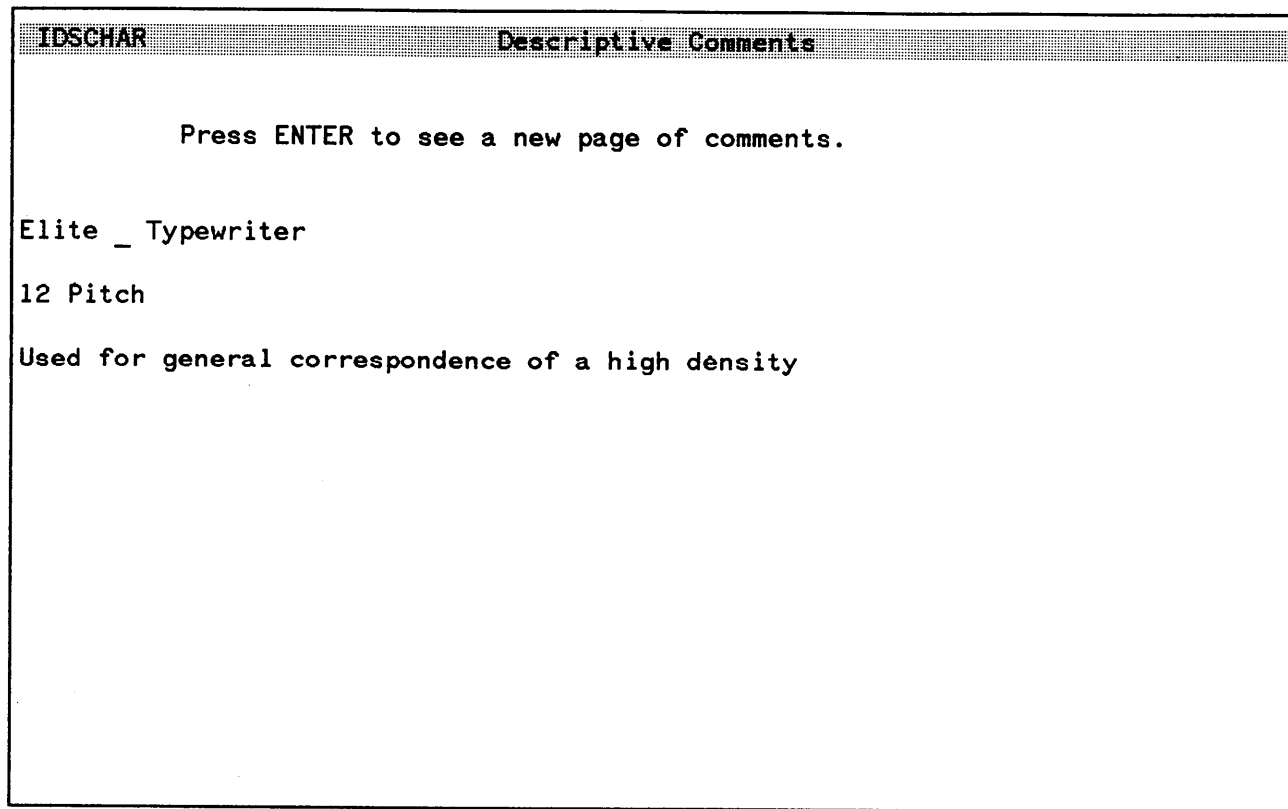 IDSCHAR Descriptive Comments
Press ENTER to see a new page of comments.
Elite _ Typewriter
12 Pitch
Used for general correspondence of a high density